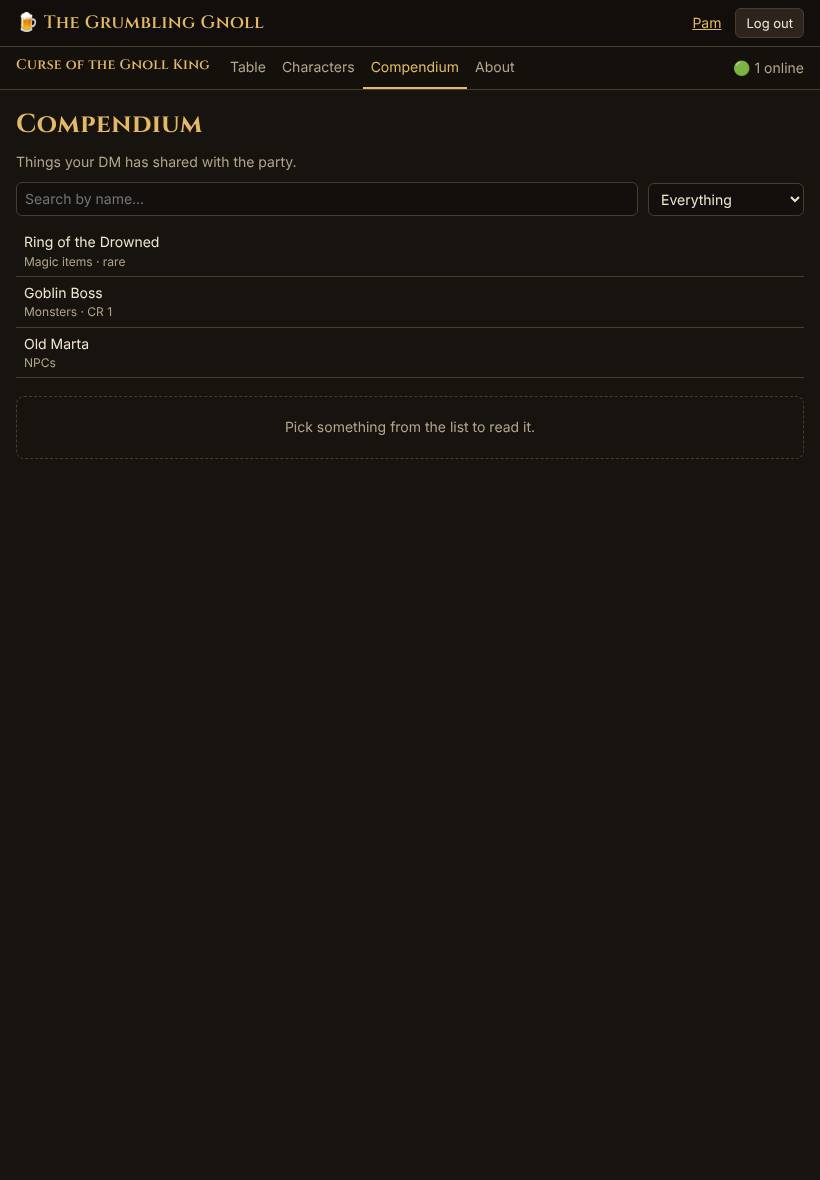 🍺 The Grumbling Gnoll Pam Log out
Curse of the Gnoll King Table Characters Compendium About 🟢 1 online
Compendium
Things your DM has shared with the party.
Search by name... Everything
Ring of the Drowned
Magic items · rare
Goblin Boss
Monsters · CR 1
Old Marta
NPCs
Pick something from the list to read it.